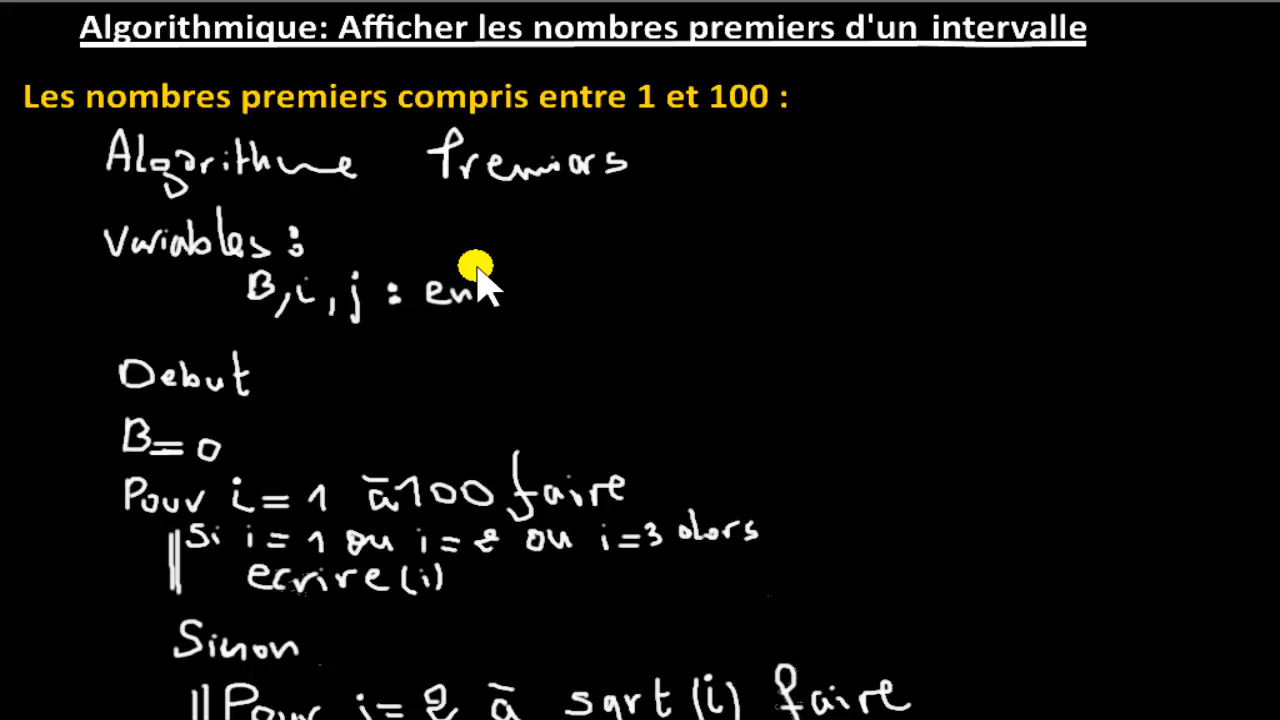 Algorithmique: Afficher les nombres premiers d'un intervalle
Les nombres premiers compris entre 1 et 100 :
Algorithme Premiers
Variables :
B, i, j : en
Debut
B = 0
Pour i = 1 à 100 faire
Si i = 1 ou i = 2 ou i = 3 alors
ecrire (i)
Sinon
Pour j = 2 à sqrt (i) faire